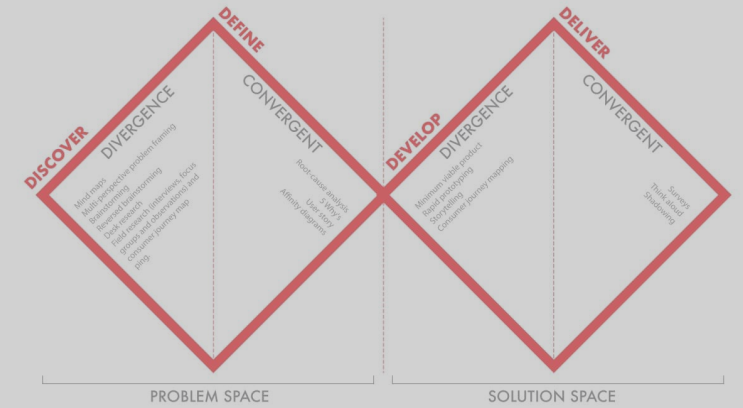 DISCOVER
DIVERGENCE
Mind maps
Multi-perspective problem framing
Brainstorming
Reversed brainstorming
Desk research
Field research (interviews, focus
groups and observations) and
consumer journey map
ping.
DEFINE
CONVERGENT
Root-cause analysis
5 Why's
User story
Affinity diagrams
DEVELOP
DIVERGENCE
Minimum viable product
Rapid prototyping
Storytelling
Consumer journey mapping
DELIVER
CONVERGENT
Surveys
Think aloud
Shadowing
PROBLEM SPACE
SOLUTION SPACE